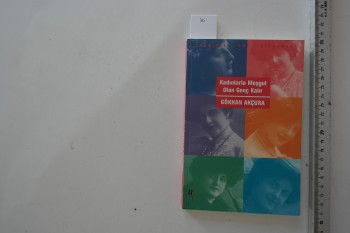 Kadınlarla Meşgul
Olan Genç Kalır
GÖKHAN AKÇURA